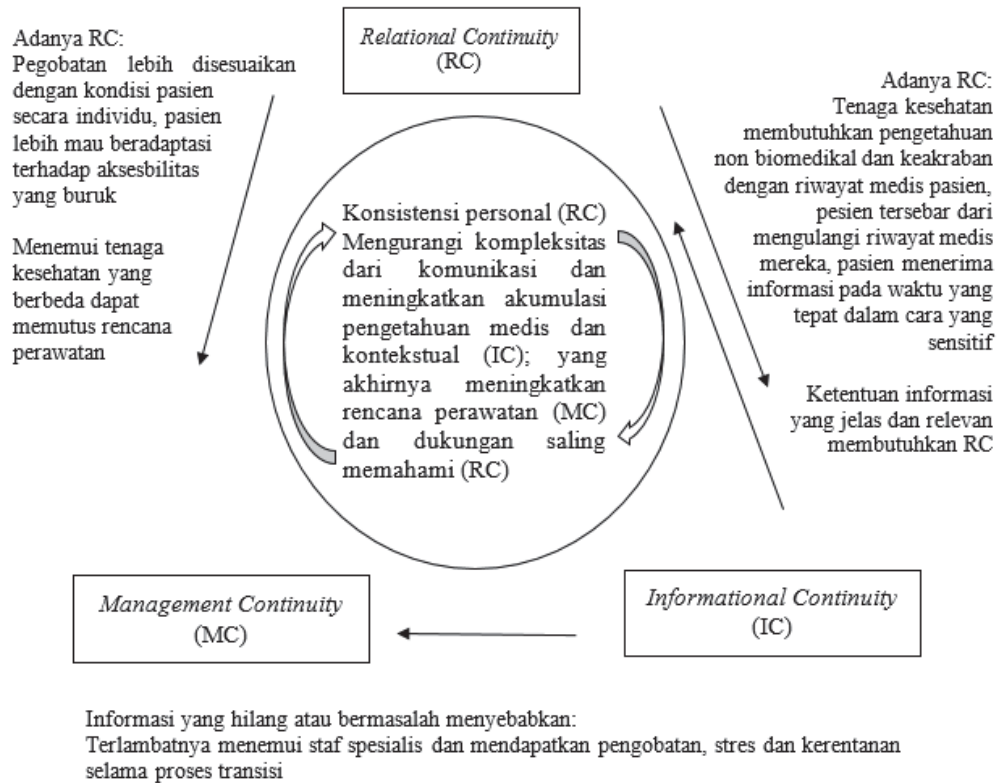 Relational Continuity
(RC)
Adanya RC:
Pegobatan lebih disesuaikan
dengan kondisi pasien
secara individu, pasien
lebih mau beradaptasi
terhadap aksesbilitas
yang buruk
Menemui tenaga
kesehatan yang
berbeda dapat
memutus rencana
perawatan
Konsistensi personal (RC)
Mengurangi kompleksitas
dari komunikasi dan
meningkatkan akumulasi
pengetahuan medis dan
kontekstual (IC); yang
akhirnya meningkatkan
rencana perawatan (MC)
dan dukungan saling
memahami (RC)
Adanya RC:
Tenaga kesehatan
membutuhkan pengetahuan
non biomedikal dan keakraban
dengan riwayat medis pasien,
pesien tersebar dari
mengulangi riwayat medis
mereka, pasien menerima
informasi pada waktu yang
tepat dalam cara yang
sensitif
Ketentuan informasi
yang jelas dan relevan
membutuhkan RC
Management Continuity
(MC)
Informational Continuity
(IC)
Informasi yang hilang atau bermasalah menyebabkan:
Terlambatnya menemui staf spesialis dan mendapatkan pengobatan, stres dan kerentanan
selama proses transisi